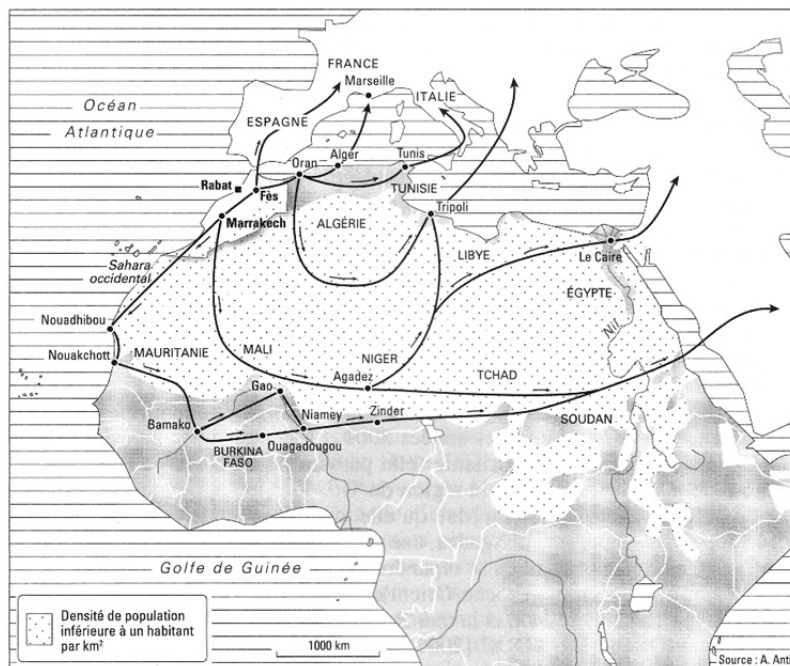 FRANCE
Marseille
Océan
Atlantique
ITALIE
ESPAGNE
Oran
Alger
Tunis
Rabat
Fès
TUNISIE
Marrakech
ALGÉRIE
Tripoli
Sahara
occidental
LIBYE
Le Caire
ÉGYPTE
Nil
Nouadhibou
Nouakchott
MAURITANIE
MALI
NIGER
Agadez
TCHAD
Gao
Niamey
Zinder
SOUDAN
Bamako
Ouagadougou
BURKINA
FASO
Golfe de Guinée
Densité de population
inférieure à un habitant
par km²
1000 km
Source : A. Anti